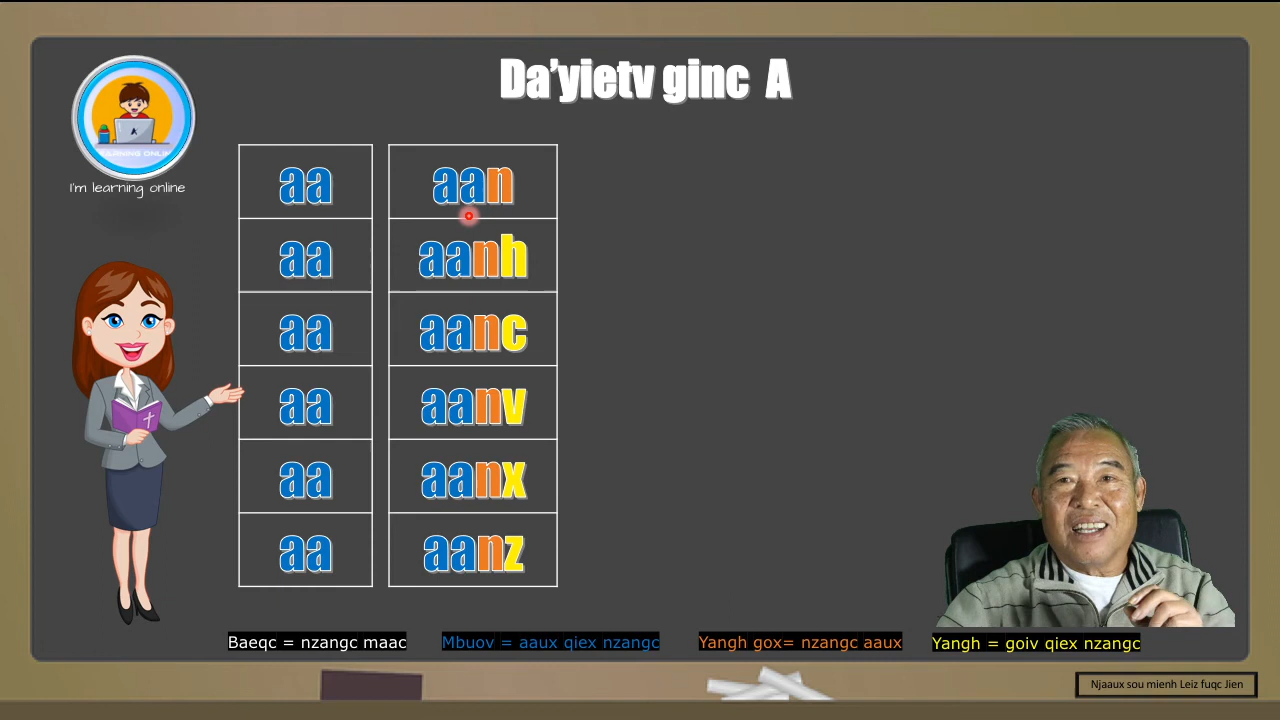 Da'yietv ginc A
I'm learning online
aa aan
aa aanh
aa aanc
aa aanv
aa aanx
aa aanz
Baeqc = nzangc maac Mbuov = aaux qiex nzangc Yangh gox= nzangc aaux Yangh = goiv qiex nzangc
Njaaux sou mienh Leiz fuqc Jien